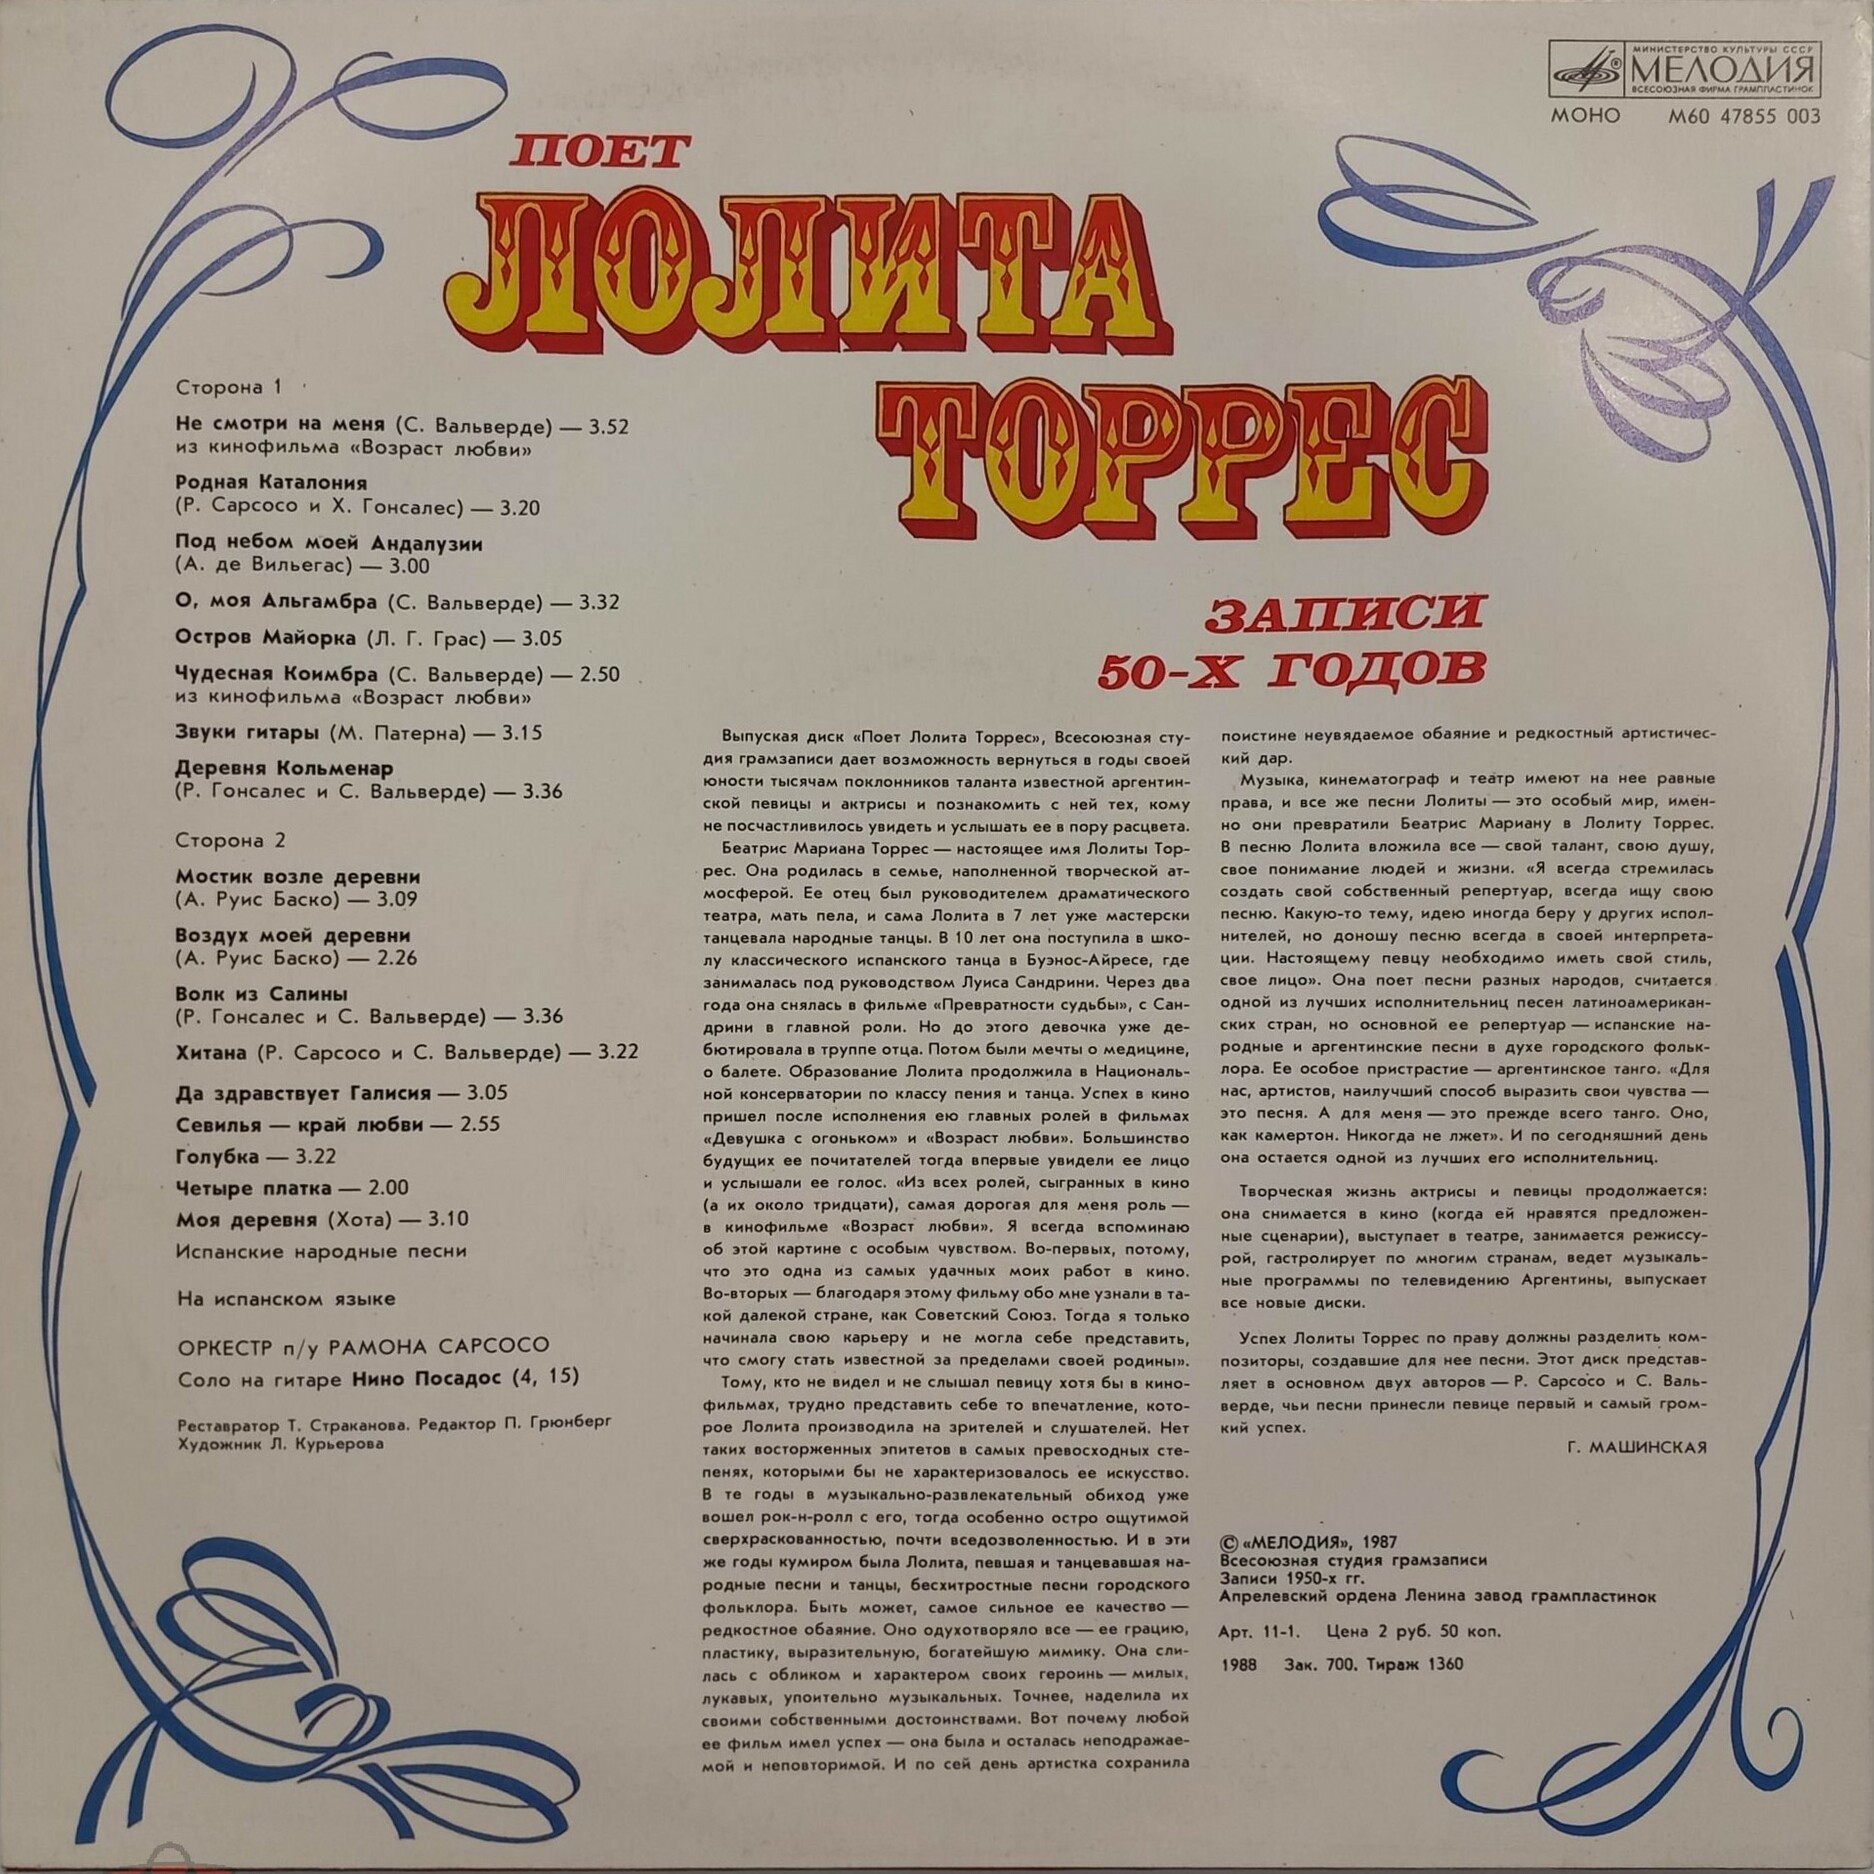 МИНИСТЕРСТВО КУЛЬТУРЫ СССР
МЕЛОДИЯ
ВСЕСОЮЗНАЯ ФИРМА ГРАМПЛАСТИНОК
МОНО М60 47855 003
ПОЕТ
ЛОЛИТА
ТОРРЕС
ЗАПИСИ
50-Х ГОДОВ
Сторона 1
Не смотри на меня (С. Вальверде) — 3.52
из кинофильма «Возраст любви»
Родная Каталония
(Р. Сарсосо и Х. Гонсалес) — 3.20
Под небом моей Андалузии
(А. де Вильегас) — 3.00
О, моя Альгамбра (С. Вальверде) — 3.32
Остров Майорка (Л. Г. Грас) — 3.05
Чудесная Коимбра (С. Вальверде) — 2.50
из кинофильма «Возраст любви»
Звуки гитары (М. Патерна) — 3.15
Деревня Кольменар
(Р. Гонсалес и С. Вальверде) — 3.36
Сторона 2
Мостик возле деревни
(А. Руис Баско) — 3.09
Воздух моей деревни
(А. Руис Баско) — 2.26
Волк из Салины
(Р. Гонсалес и С. Вальверде) — 3.36
Хитана (Р. Сарсосо и С. Вальверде) — 3.22
Да здравствует Галисия — 3.05
Севилья — край любви — 2.55
Голубка — 3.22
Четыре платка — 2.00
Моя деревня (Хота) — 3.10
Испанские народные песни
На испанском языке
ОРКЕСТР п/у РАМОНА САРСОСО
Соло на гитаре Нино Посадос (4, 15)
Реставратор Т. Страканова. Редактор П. Грюнберг
Художник Л. Курьерова
Выпуская диск «Поет Лолита Торрес», Всесоюзная сту-
дия грамзаписи дает возможность вернуться в годы своей
юности тысячам поклонников таланта известной аргентин-
ской певицы и актрисы и познакомить с ней тех, кому
не посчастливилось увидеть и услышать ее в пору расцвета.
Беатрис Мариана Торрес — настоящее имя Лолиты Тор-
рес. Она родилась в семье, наполненной творческой ат-
мосферой. Ее отец был руководителем драматического
театра, мать пела, и сама Лолита в 7 лет уже мастерски
танцевала народные танцы. В 10 лет она поступила в шко-
лу классического испанского танца в Буэнос-Айресе, где
занималась под руководством Луиса Сандрини. Через два
года она снялась в фильме «Превратности судьбы», с Сан-
дрини в главной роли. Но до этого девочка уже де-
бютировала в труппе отца. Потом были мечты о медицине,
о балете. Образование Лолита продолжила в Националь-
ной консерватории по классу пения и танца. Успех в кино
пришел после исполнения ею главных ролей в фильмах
«Девушка с огоньком» и «Возраст любви». Большинство
будущих ее почитателей тогда впервые увидели ее лицо
и услышали ее голос. «Из всех ролей, сыгранных в кино
(а их около тридцати), самая дорогая для меня роль —
в кинофильме «Возраст любви». Я всегда вспоминаю
об этой картине с особым чувством. Во-первых, потому,
что это одна из самых удачных моих работ в кино.
Во-вторых — благодаря этому фильму обо мне узнали в та-
кой далекой стране, как Советский Союз. Тогда я только
начинала свою карьеру и не могла себе представить,
что смогу стать известной за пределами своей родины».
Тому, кто не видел и не слышал певицу хотя бы в кино-
фильмах, трудно представить себе то впечатление, кото-
рое Лолита производила на зрителей и слушателей. Нет
таких восторженных эпитетов в самых превосходных сте-
пенях, которыми бы не характеризовалось ее искусство.
В те годы в музыкально-развлекательный обиход уже
вошел рок-н-ролл с его, тогда особенно остро ощутимой
сверхраскованностью, почти вседозволенностью. И в эти
же годы кумиром была Лолита, певшая и танцевавшая на-
родные песни и танцы, бесхитростные песни городского
фольклора. Быть может, самое сильное ее качество —
редкостное обаяние. Оно одухотворяло все — ее грацию,
пластику, выразительную, богатейшую мимику. Она сли-
лась с обликом и характером своих героинь — милых,
лукавых, упоительно музыкальных. Точнее, наделила их
своими собственными достоинствами. Вот почему любой
ее фильм имел успех — она была и осталась неподражае-
мой и неповторимой. И по сей день артистка сохранила
поистине неувядаемое обаяние и редкостный артистичес-
кий дар.
Музыка, кинематограф и театр имеют на нее равные
права, и все же песни Лолиты — это особый мир, имен-
но они превратили Беатрис Мариану в Лолиту Торрес.
В песню Лолита вложила все — свой талант, свою душу,
свое понимание людей и жизни. «Я всегда стремилась
создать свой собственный репертуар, всегда ищу свою
песню. Какую-то тему, идею иногда беру у других испол-
нителей, но доношу песню всегда в своей интерпрета-
ции. Настоящему певцу необходимо иметь свой стиль,
свое лицо». Она поет песни разных народов, считается
одной из лучших исполнительниц песен латиноамерикан-
ских стран, но основной ее репертуар — испанские на-
родные и аргентинские песни в духе городского фольк-
лора. Ее особое пристрастие — аргентинское танго. «Для
нас, артистов, наилучший способ выразить свои чувства —
это песня. А для меня — это прежде всего танго. Оно,
как камертон. Никогда не лжет». И по сегодняшний день
она остается одной из лучших его исполнительниц.
Творческая жизнь актрисы и певицы продолжается:
она снимается в кино (когда ей нравятся предложен-
ные сценарии), выступает в театре, занимается режиссу-
рой, гастролирует по многим странам, ведет музыкаль-
ные программы по телевидению Аргентины, выпускает
все новые диски.
Успех Лолиты Торрес по праву должны разделить ком-
позиторы, создавшие для нее песни. Этот диск представ-
ляет в основном двух авторов — Р. Сарсосо и С. Валь-
верде, чьи песни принесли певице первый и самый гром-
кий успех.
Г. МАШИНСКАЯ
© «МЕЛОДИЯ», 1987
Всесоюзная студия грамзаписи
Записи 1950-х гг.
Апрелевский ордена Ленина завод грампластинок
Арт. 11-1. Цена 2 руб. 50 коп.
1988 Зак. 700. Тираж 1360